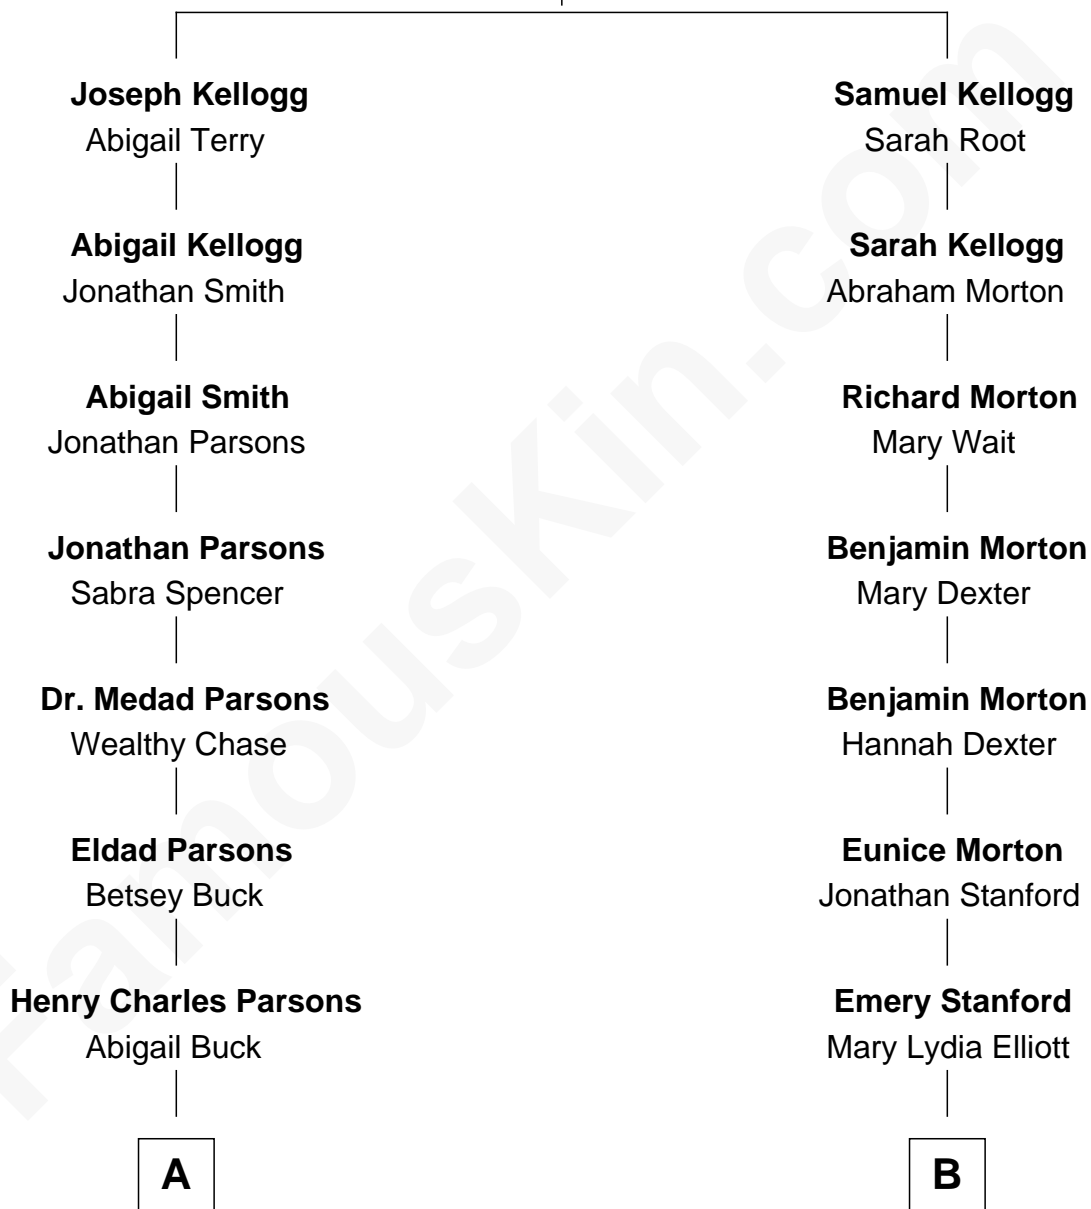 Joseph Kellogg
Abigail Terry
Abigail Kellogg
Jonathan Smith
Abigail Smith
Jonathan Parsons
Jonathan Parsons
Sabra Spencer
Dr. Medad Parsons
Wealthy Chase
Eldad Parsons
Betsey Buck
Henry Charles Parsons
Abigail Buck
A
Samuel Kellogg
Sarah Root
Sarah Kellogg
Abraham Morton
Richard Morton
Mary Wait
Benjamin Morton
Mary Dexter
Benjamin Morton
Hannah Dexter
Eunice Morton
Jonathan Stanford
Emery Stanford
Mary Lydia Elliott
B
FamousKin.com